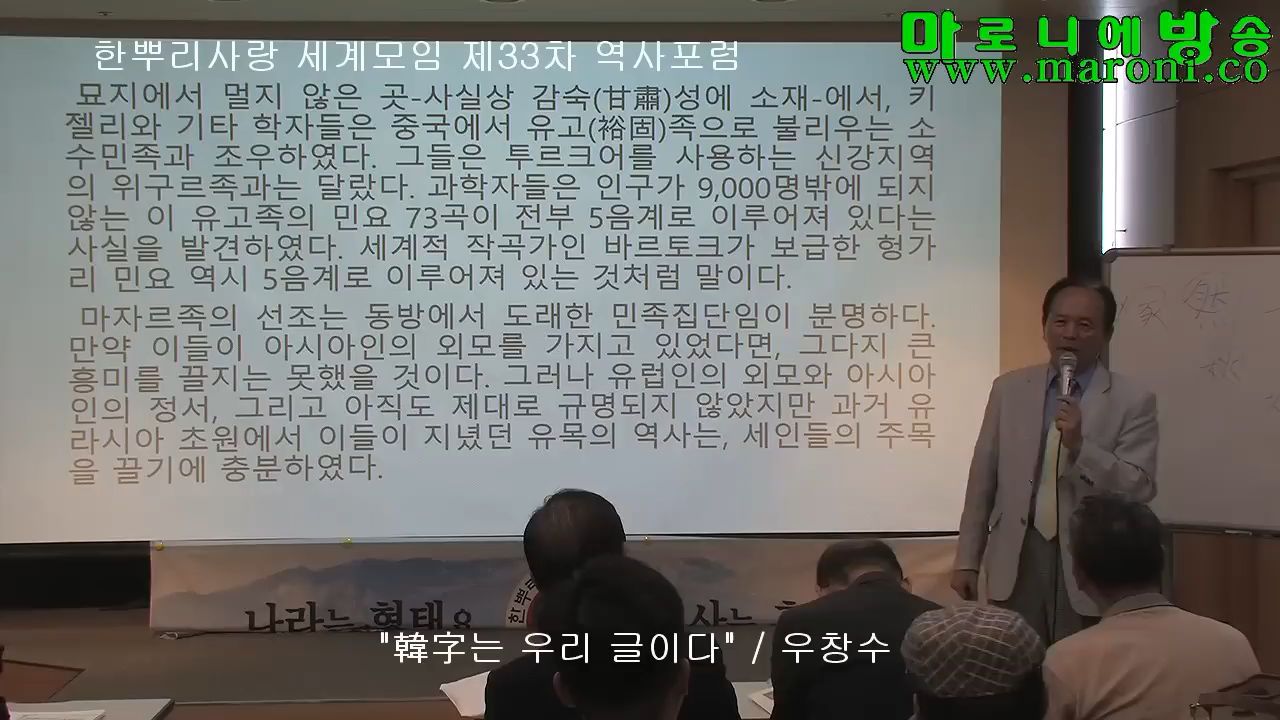 마로니에방송
www.maroni.co
한뿌리사랑 세계모임 제33차 역사포럼
묘지에서 멀지 않은 곳-사실상 감숙(甘肅)성에 소재-에서, 키
젤리와 기타 학자들은 중국에서 유고(裕固)족으로 불리우는 소
수민족과 조우하였다. 그들은 투르크어를 사용하는 신강지역
의 위구르족과는 달랐다. 과학자들은 인구가 9,000명밖에 되지
않는 이 유고족의 민요 73곡이 전부 5음계로 이루어져 있다는
사실을 발견하였다. 세계적 작곡가인 바르토크가 보급한 헝가
리 민요 역시 5음계로 이루어져 있는 것처럼 말이다.
마자르족의 선조는 동방에서 도래한 민족집단임이 분명하다.
만약 이들이 아시아인의 외모를 가지고 있었다면, 그다지 큰
흥미를 끌지는 못했을 것이다. 그러나 유럽인의 외모와 아시아
인의 정서, 그리고 아직도 제대로 규명되지 않았지만 과거 유
라시아 초원에서 이들이 지녔던 유목의 역사는, 세인들의 주목
을 끌기에 충분하였다.
나라는 형태요
"韓字는 우리 글이다" / 우창수